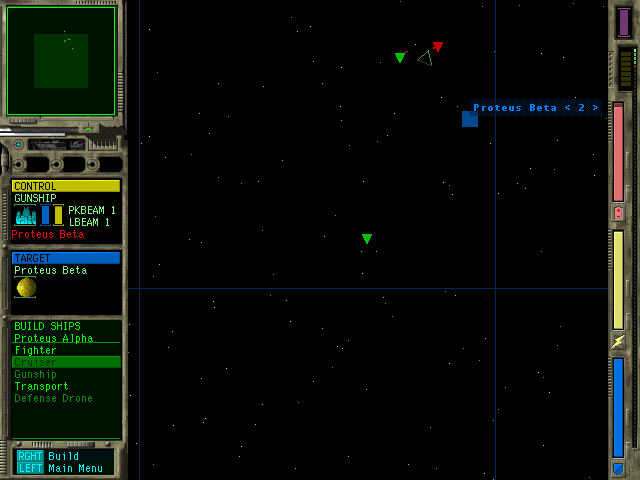 Proteus Beta < 2 >
CONTROL
GUNSHIP
PKBEAM 1
LBEAM 1
Proteus Beta
TARGET
Proteus Beta
BUILD SHIPS
Proteus Alpha
Fighter
Cruiser
Gunship
Transport
Defense Drone
RGHT Build
LEFT Main Menu